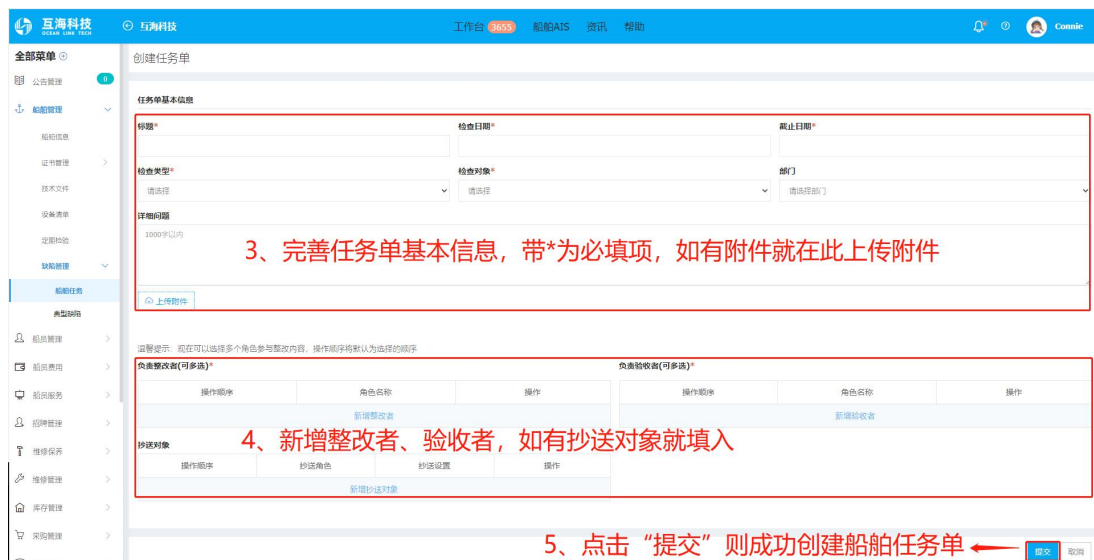 互海科技
OCEAN LINK TECH
互海科技
工作台 3655 船舶AIS 资讯 帮助
Connie
全部菜单
创建任务单
公告管理 0
船舶管理
船舶信息
证书管理
技术文件
设备清单
定期检验
缺陷管理
船舶任务
典型缺陷
船员管理
船员费用
船员服务
招聘管理
维修保养
维修管理
库存管理
采购管理
任务单基本信息
标题* 检查日期* 截止日期*
检查类型* 检查对象* 部门
请选择 请选择 请选择部门
详细问题
1000字以内
3、完善任务单基本信息，带*为必填项，如有附件就在此上传附件
上传附件
温馨提示：现在可以选择多个角色参与整改内容，操作顺序将默认为选择的顺序
负责整改者(可多选)* 负责验收者(可多选)*
操作顺序 角色名称 操作 操作顺序 角色名称 操作
新增整改者 新增验收者
4、新增整改者、验收者，如有抄送对象就填入
抄送对象
操作顺序 抄送角色 抄送设置 操作
新增抄送对象
5、点击“提交”则成功创建船舶任务单
提交 取消